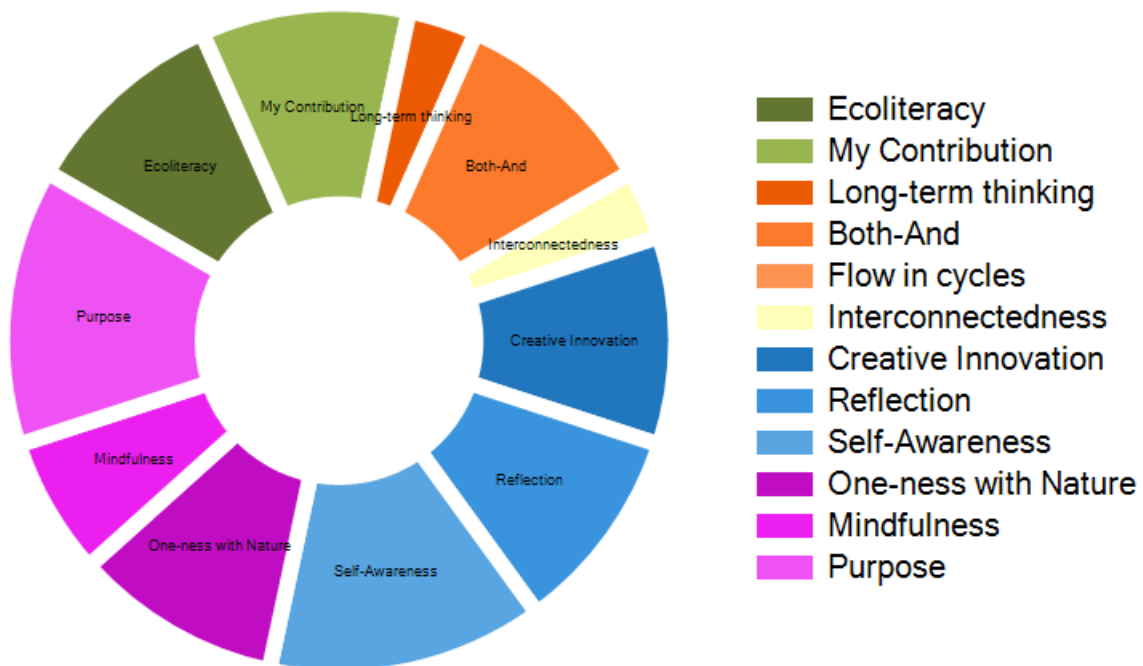 My Contribution
Long-term thinking
Ecoliteracy
Both-And
Interconnectedness
Purpose
Creative Innovation
Mindfulness
Reflection
One-ness with Nature
Self-Awareness
Ecoliteracy
My Contribution
Long-term thinking
Both-And
Flow in cycles
Interconnectedness
Creative Innovation
Reflection
Self-Awareness
One-ness with Nature
Mindfulness
Purpose